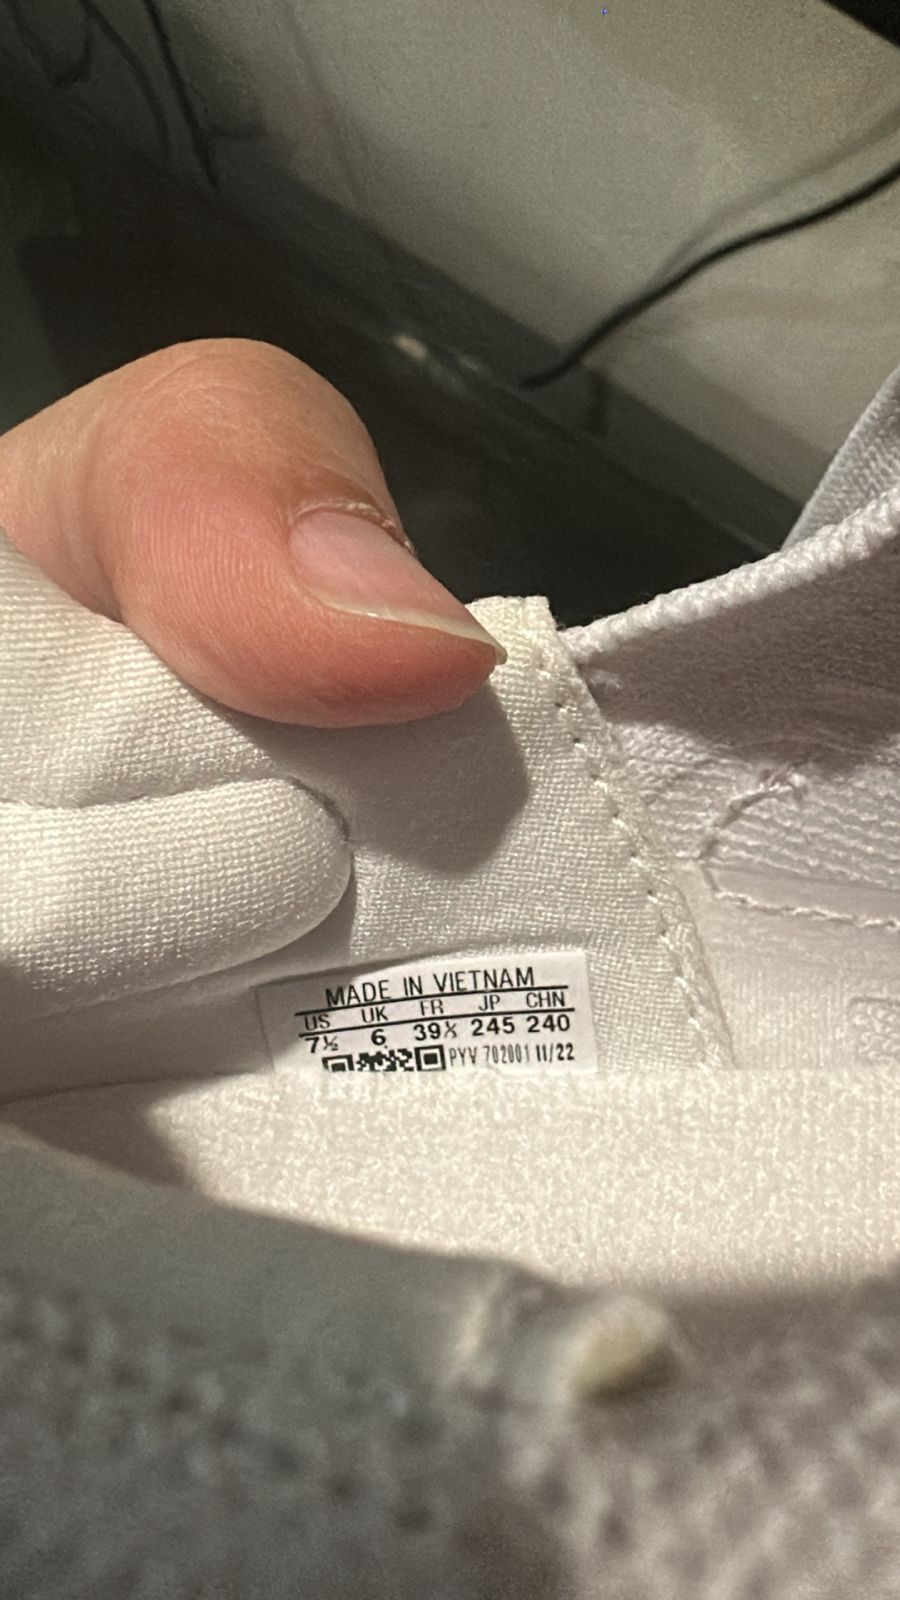 MADE IN VIETNAM
US UK FR JP CHN
7½ 6 39⅓ 245 240
PYV 702001 11/22